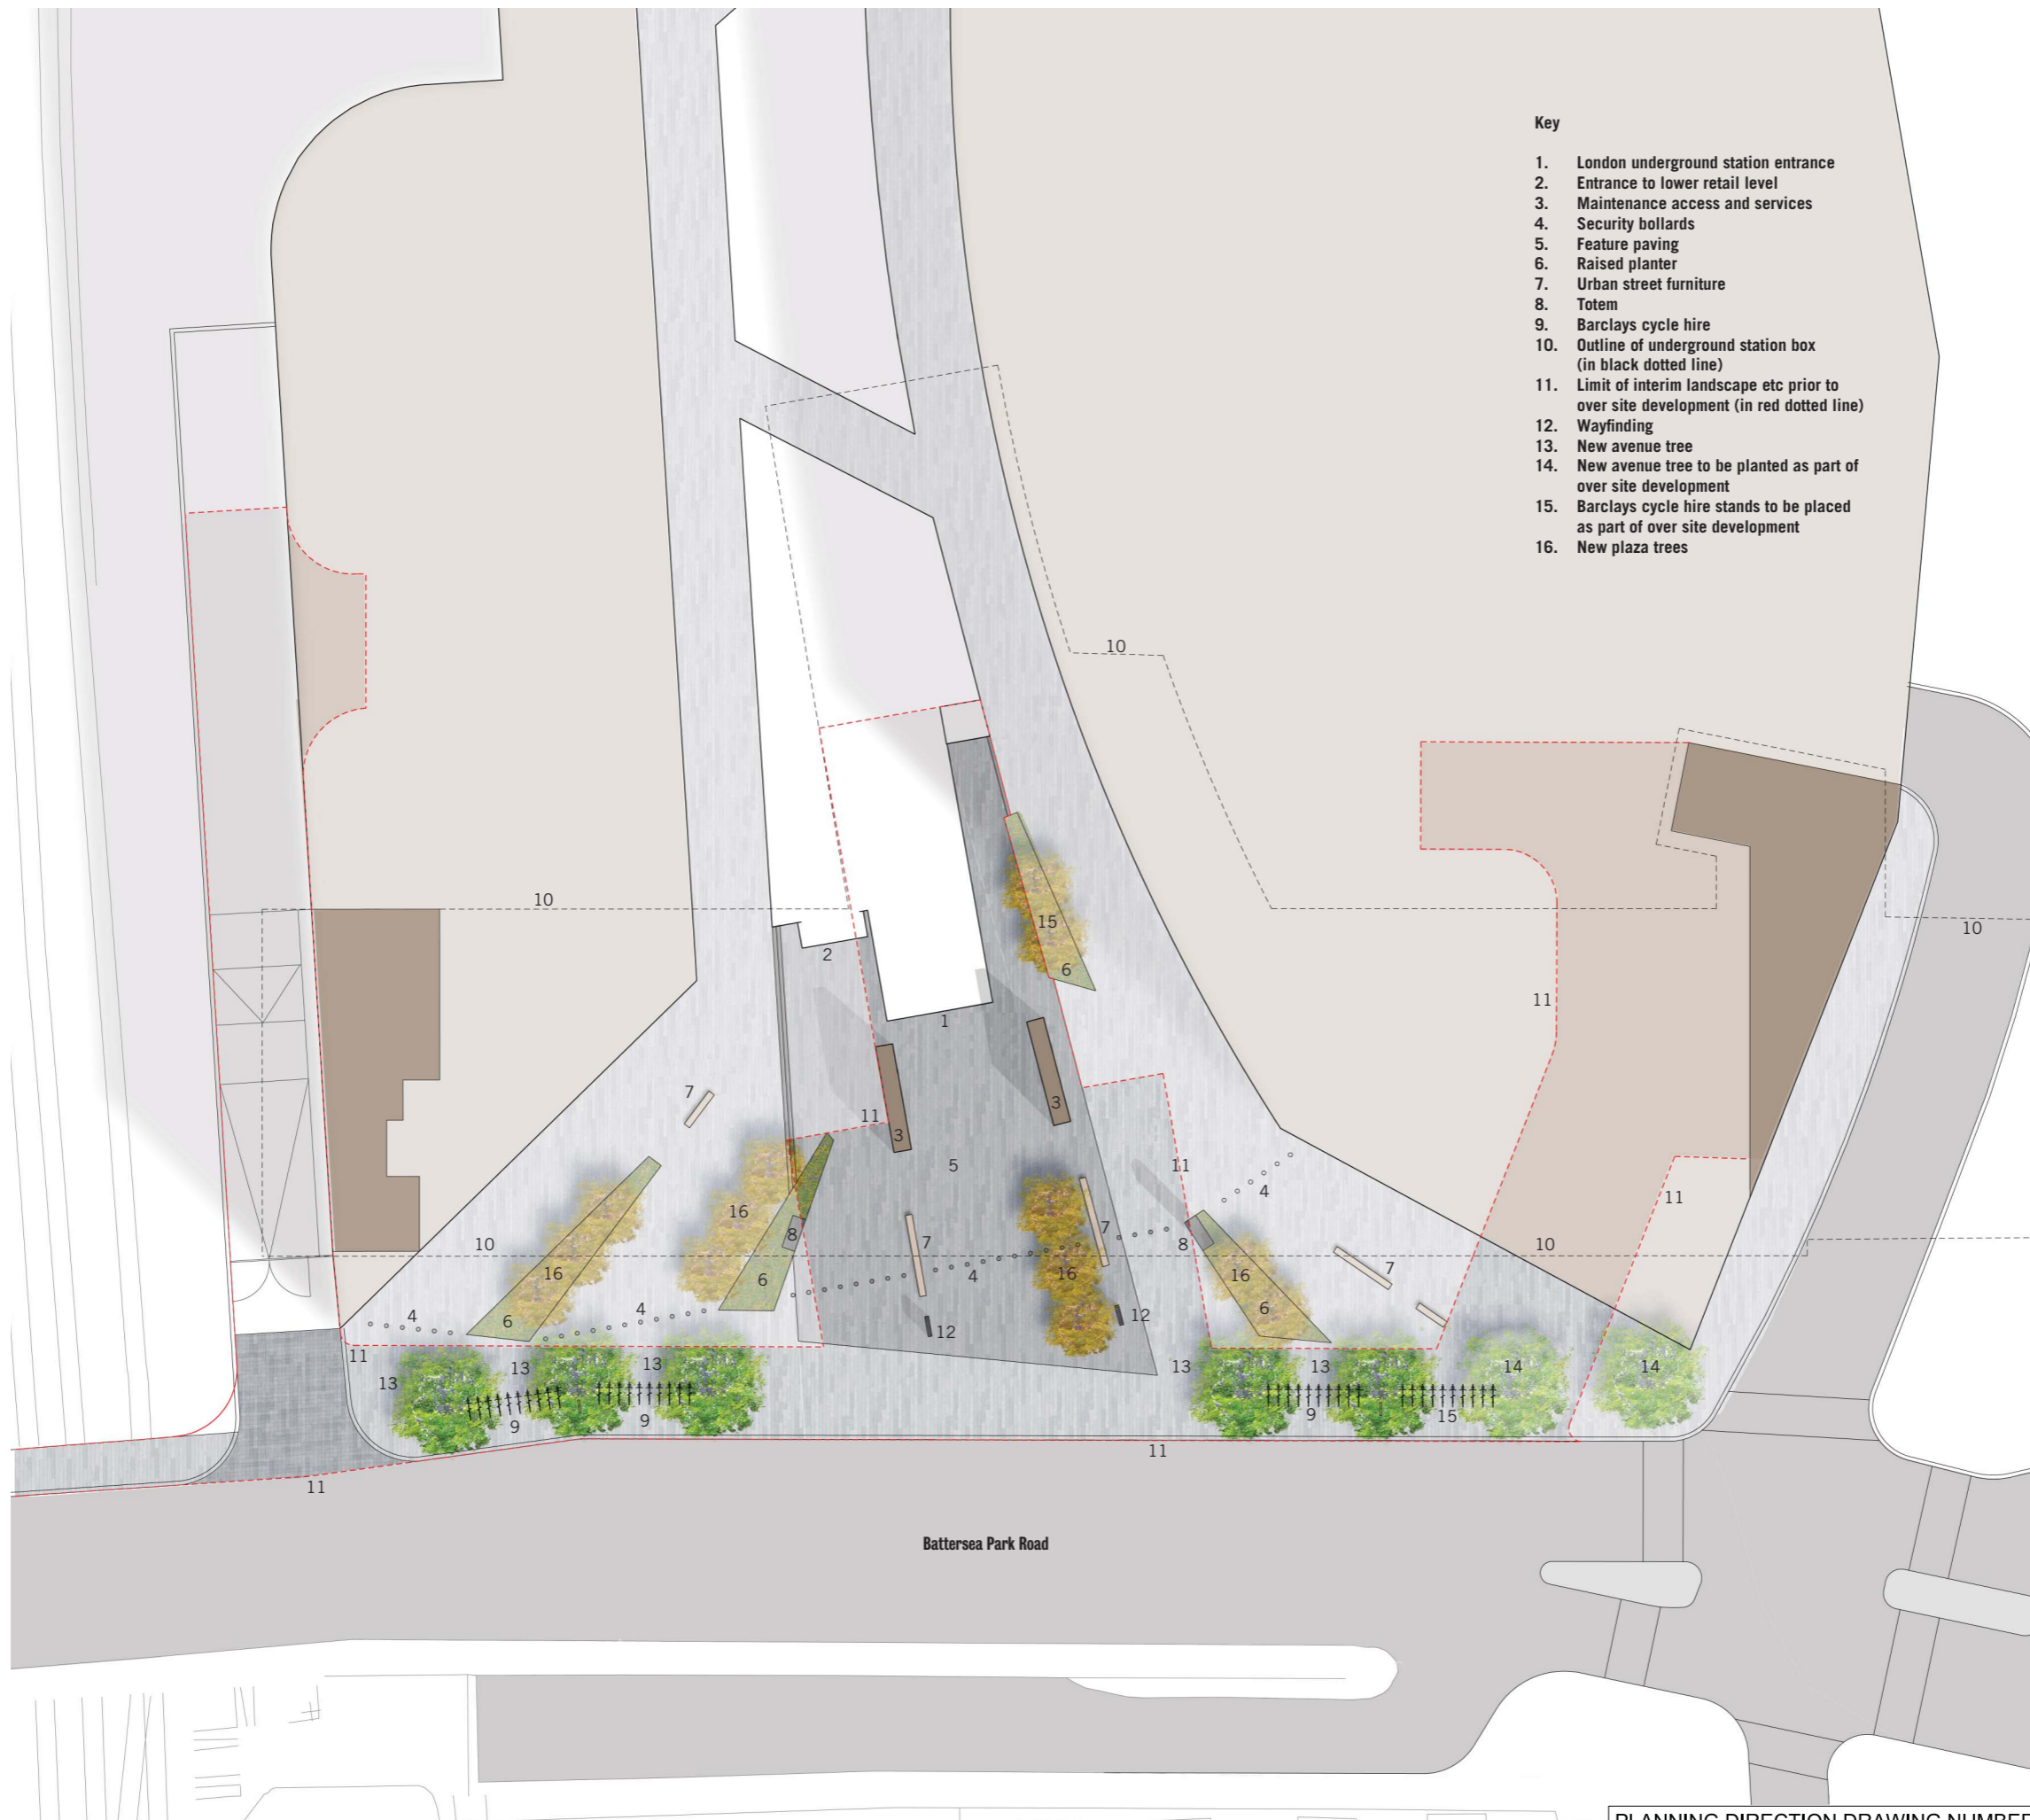 Key
1. London underground station entrance
2. Entrance to lower retail level
3. Maintenance access and services
4. Security bollards
5. Feature paving
6. Raised planter
7. Urban street furniture
8. Totem
9. Barclays cycle hire
10. Outline of underground station box
(in black dotted line)
11. Limit of interim landscape etc prior to
over site development (in red dotted line)
12. Wayfinding
13. New avenue tree
14. New avenue tree to be planted as part of
over site development
15. Barclays cycle hire stands to be placed
as part of over site development
16. New plaza trees
10
10
15
10
2
6
11
1
7
3
11
3
5
11
11
4
16
7
8
7
8
10
10
16
6
4
16
16
7
4
4
6
6
12
12
11
13
13
13
13
13
14
14
9
9
9
15
11
11
Battersea Park Road
PLANNING DIRECTION DRAWING NUMBER